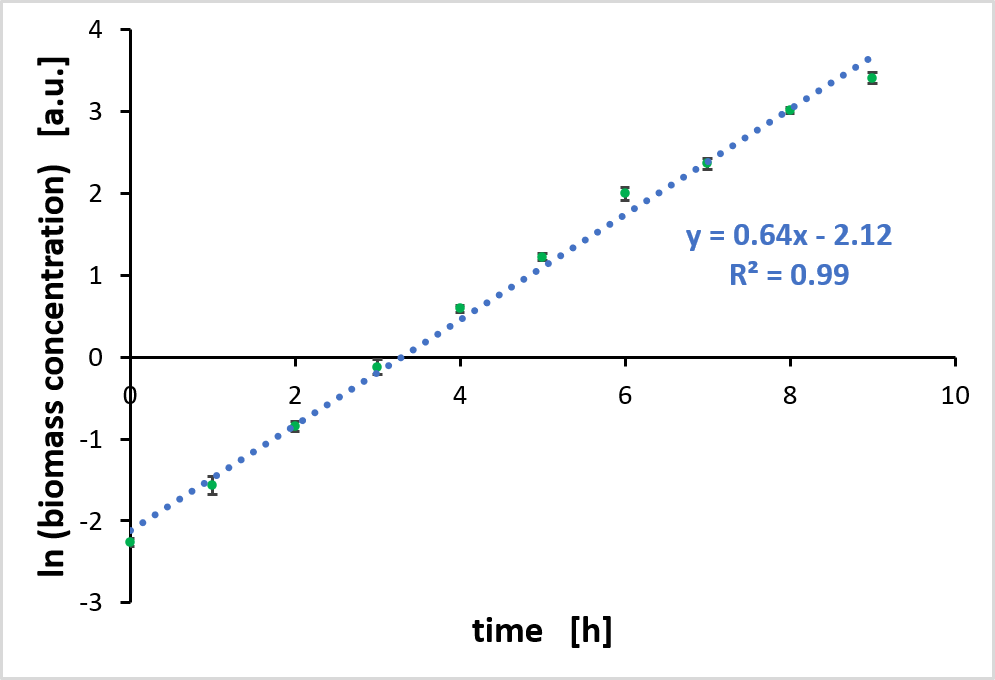 ln (biomass concentration) [a.u.]
4
3
2
1
0
-1
-2
-3
0 2 4 6 8 10
y = 0.64x - 2.12
R² = 0.99
time [h]